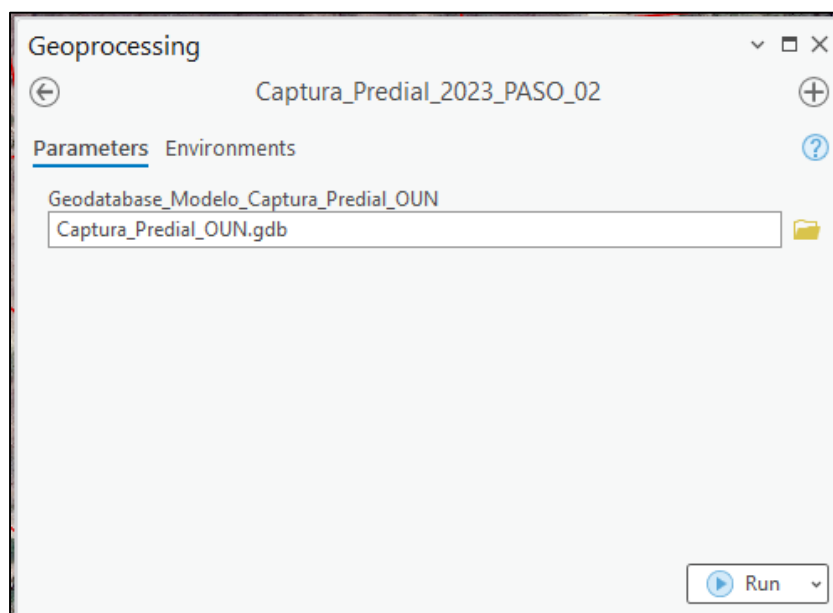 Geoprocessing
Captura_Predial_2023_PASO_02
Parameters Environments
Geodatabase_Modelo_Captura_Predial_OUN
Captura_Predial_OUN.gdb
Run